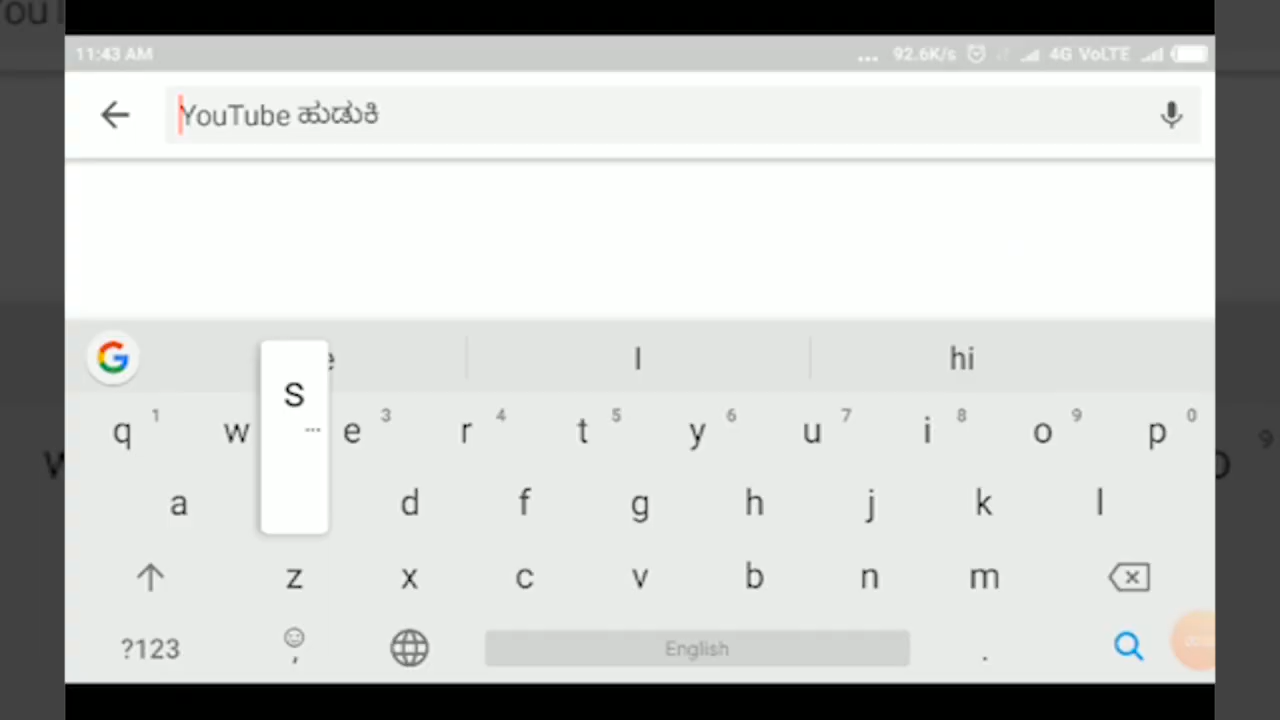 11:43 AM ... 92.6K/s 4G VoLTE
YouTube ಹುಡುಕಿ
I hi
q 1 w e 3 r 4 t 5 y 6 u 7 i 8 o 9 p 0
s ...
a d f g h j k l
z x c v b n m
?123 , English .